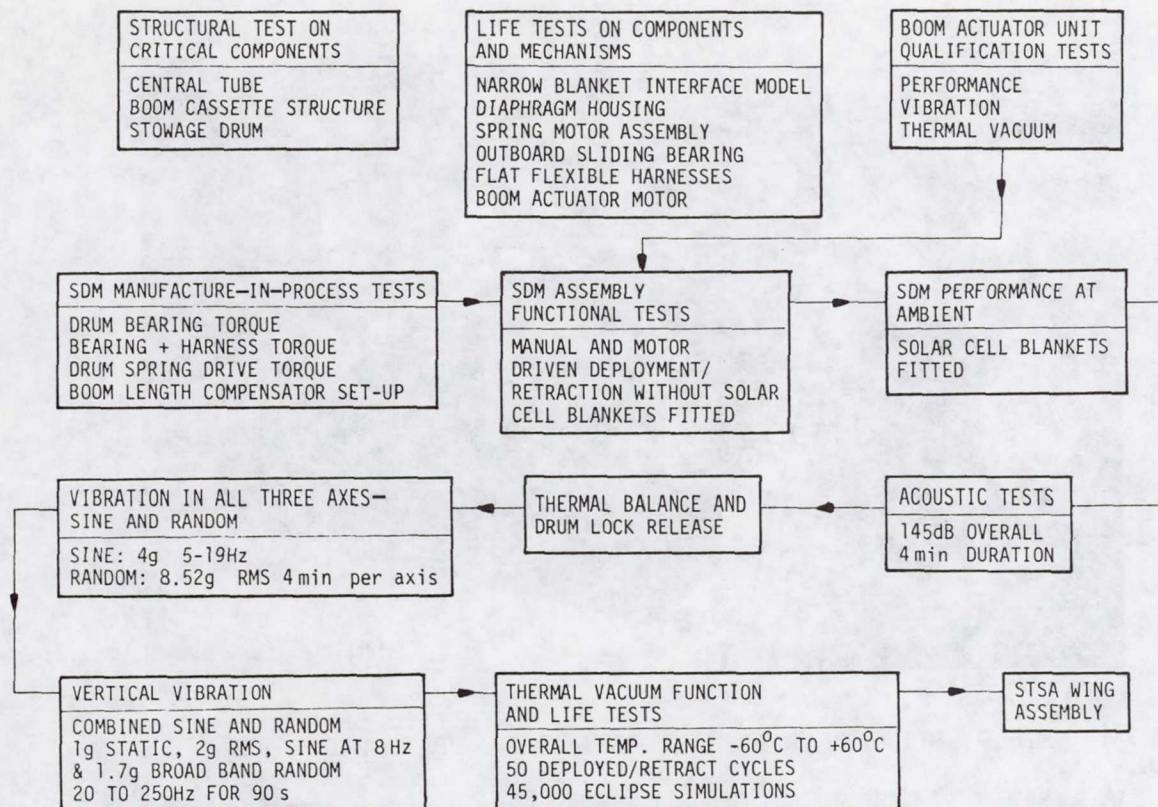 STRUCTURAL TEST ON
CRITICAL COMPONENTS
CENTRAL TUBE
BOOM CASSETTE STRUCTURE
STOWAGE DRUM
LIFE TESTS ON COMPONENTS
AND MECHANISMS
NARROW BLANKET INTERFACE MODEL
DIAPHRAGM HOUSING
SPRING MOTOR ASSEMBLY
OUTBOARD SLIDING BEARING
FLAT FLEXIBLE HARNESSES
BOOM ACTUATOR MOTOR
BOOM ACTUATOR UNIT
QUALIFICATION TESTS
PERFORMANCE
VIBRATION
THERMAL VACUUM
SDM MANUFACTURE-IN-PROCESS TESTS
DRUM BEARING TORQUE
BEARING + HARNESS TORQUE
DRUM SPRING DRIVE TORQUE
BOOM LENGTH COMPENSATOR SET-UP
SDM ASSEMBLY
FUNCTIONAL TESTS
MANUAL AND MOTOR
DRIVEN DEPLOYMENT/
RETRACTION WITHOUT SOLAR
CELL BLANKETS FITTED
SDM PERFORMANCE AT
AMBIENT
SOLAR CELL BLANKETS
FITTED
VIBRATION IN ALL THREE AXES-
SINE AND RANDOM
SINE: 4g 5-19Hz
RANDOM: 8.52g RMS 4min per axis
THERMAL BALANCE AND
DRUM LOCK RELEASE
ACOUSTIC TESTS
145dB OVERALL
4min DURATION
VERTICAL VIBRATION
COMBINED SINE AND RANDOM
1g STATIC, 2g RMS, SINE AT 8Hz
& 1.7g BROAD BAND RANDOM
20 TO 250Hz FOR 90s
THERMAL VACUUM FUNCTION
AND LIFE TESTS
OVERALL TEMP. RANGE -60°C TO +60°C
50 DEPLOYED/RETRACT CYCLES
45,000 ECLIPSE SIMULATIONS
STSA WING
ASSEMBLY